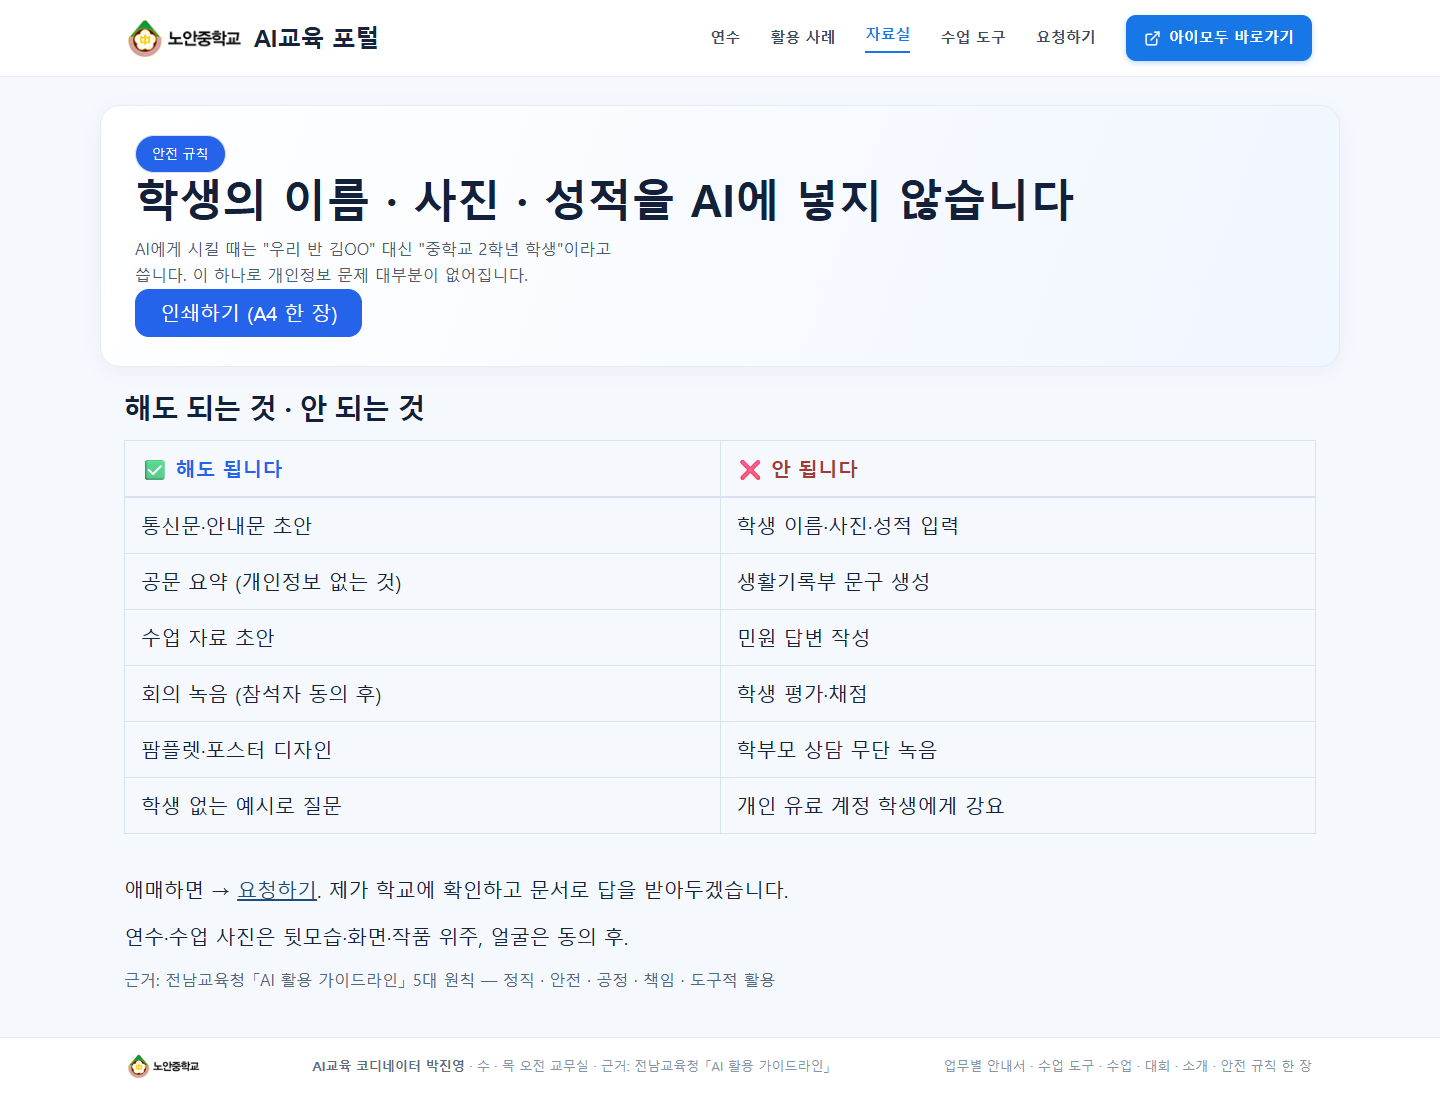 노안중학교 AI교육 포털
연수 활용 사례 자료실 수업 도구 요청하기 아이모두 바로가기
안전 규칙
학생의 이름 · 사진 · 성적을 AI에 넣지 않습니다
AI에게 시킬 때는 "우리 반 김OO" 대신 "중학교 2학년 학생"이라고
씁니다. 이 하나로 개인정보 문제 대부분이 없어집니다.
인쇄하기 (A4 한 장)
해도 되는 것 · 안 되는 것
✅ 해도 됩니다 ❌ 안 됩니다
통신문·안내문 초안 학생 이름·사진·성적 입력
공문 요약 (개인정보 없는 것) 생활기록부 문구 생성
수업 자료 초안 민원 답변 작성
회의 녹음 (참석자 동의 후) 학생 평가·채점
팜플렛·포스터 디자인 학부모 상담 무단 녹음
학생 없는 예시로 질문 개인 유료 계정 학생에게 강요
애매하면 → 요청하기. 제가 학교에 확인하고 문서로 답을 받아두겠습니다.
연수·수업 사진은 뒷모습·화면·작품 위주, 얼굴은 동의 후.
근거: 전남교육청 「AI 활용 가이드라인」 5대 원칙 — 정직 · 안전 · 공정 · 책임 · 도구적 활용
노안중학교 AI교육 코디네이터 박진영 · 수 · 목 오전 교무실 · 근거: 전남교육청 「AI 활용 가이드라인」 업무별 안내서 · 수업 도구 · 수업 · 대회 · 소개 · 안전 규칙 한 장